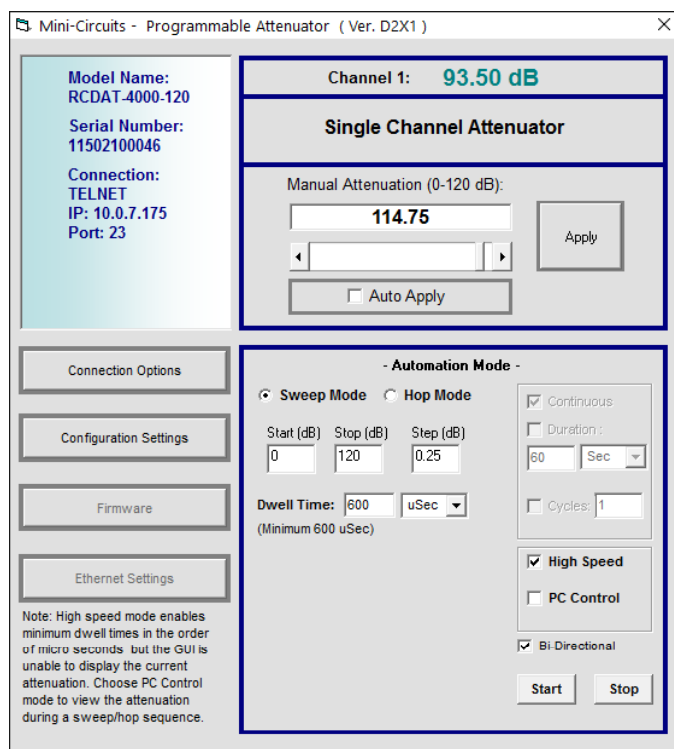 Mini-Circuits - Programmable Attenuator ( Ver. D2X1 )
Model Name:
RCDAT-4000-120
Serial Number:
11502100046
Connection:
TELNET
IP: 10.0.7.175
Port: 23
Channel 1: 93.50 dB
Single Channel Attenuator
Manual Attenuation (0-120 dB):
114.75
Apply
Auto Apply
Connection Options
Configuration Settings
Firmware
Ethernet Settings
Note: High speed mode enables
minimum dwell times in the order
of micro seconds but the GUI is
unable to display the current
attenuation. Choose PC Control
mode to view the attenuation
during a sweep/hop sequence.
- Automation Mode -
Sweep Mode Hop Mode
Start (dB) Stop (dB) Step (dB)
0 120 0.25
Dwell Time: 600 uSec
(Minimum 600 uSec)
Continuous
Duration :
60 Sec
Cycles: 1
High Speed
PC Control
Bi-Directional
Start Stop